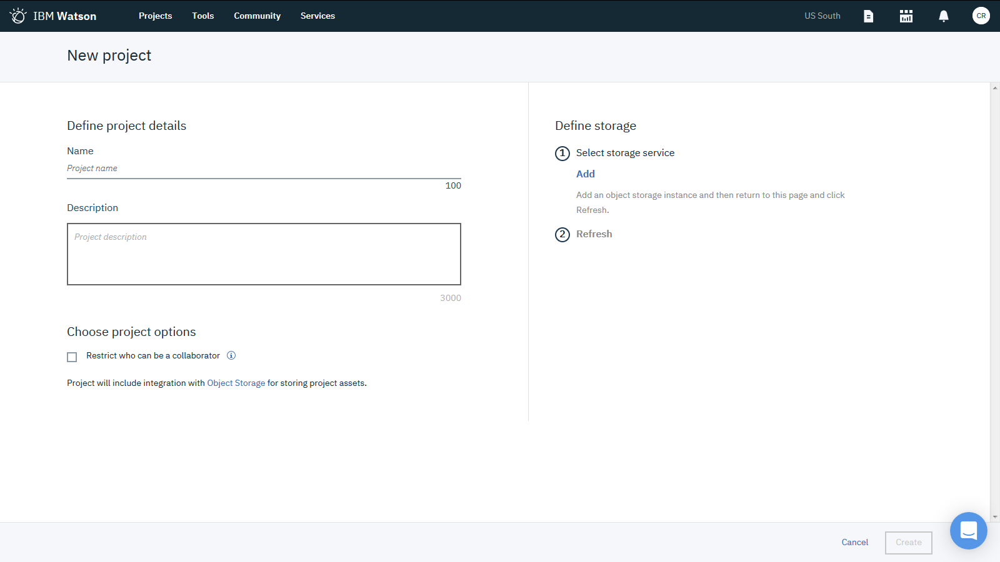 IBM Watson Projects Tools Community Services US South CR
New project
Define project details
Name
Project name
100
Description
Project description
3000
Choose project options
Restrict who can be a collaborator
Project will include integration with Object Storage for storing project assets.
Define storage
1 Select storage service
Add
Add an object storage instance and then return to this page and click
Refresh.
2 Refresh
Cancel Create